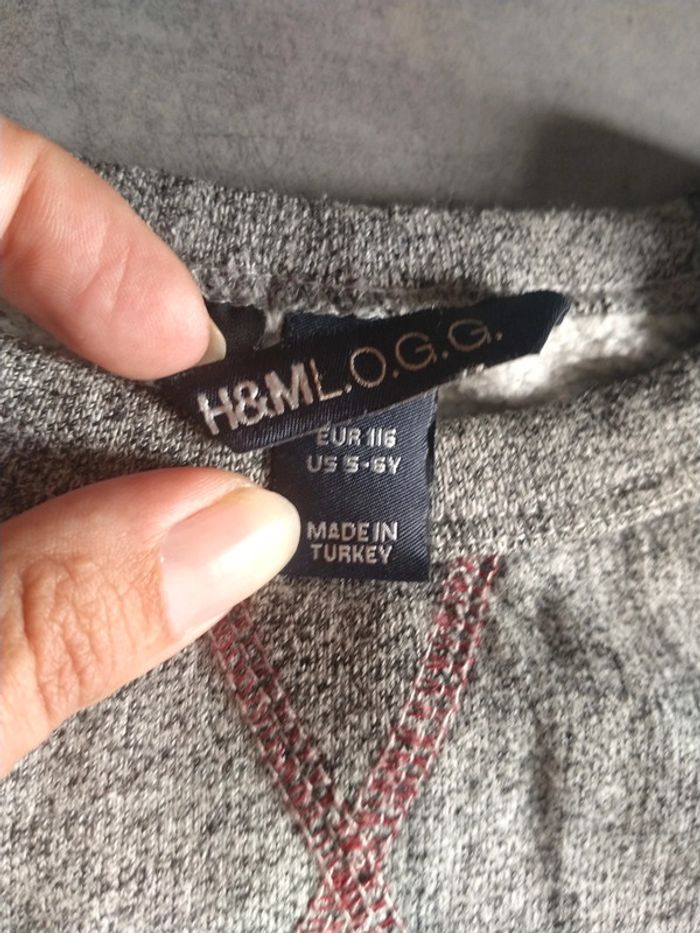 H&M L.O.G.G.
EUR 116
US 5-6Y
MADE IN
TURKEY